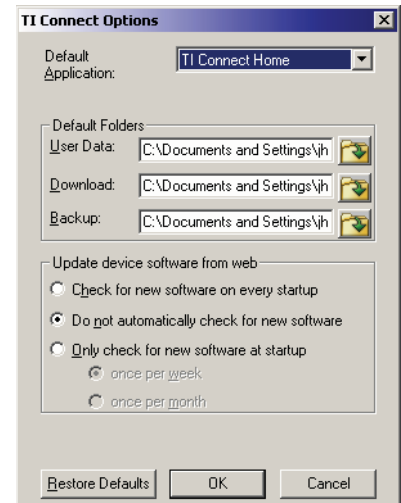 TI Connect Options
Default
Application:
TI Connect Home
Default Folders
User Data:
C:\Documents and Settings\jh
Download:
C:\Documents and Settings\jh
Backup:
C:\Documents and Settings\jh
Update device software from web
Check for new software on every startup
Do not automatically check for new software
Only check for new software at startup
once per week
once per month
Restore Defaults
OK
Cancel